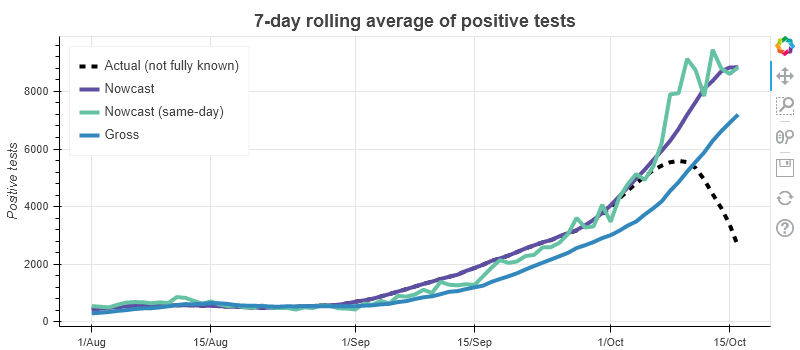 7-day rolling average of positive tests
Actual (not fully known)
Nowcast
Nowcast (same-day)
Gross
Positive tests
8000
6000
4000
2000
0
1/Aug
15/Aug
1/Sep
15/Sep
1/Oct
15/Oct